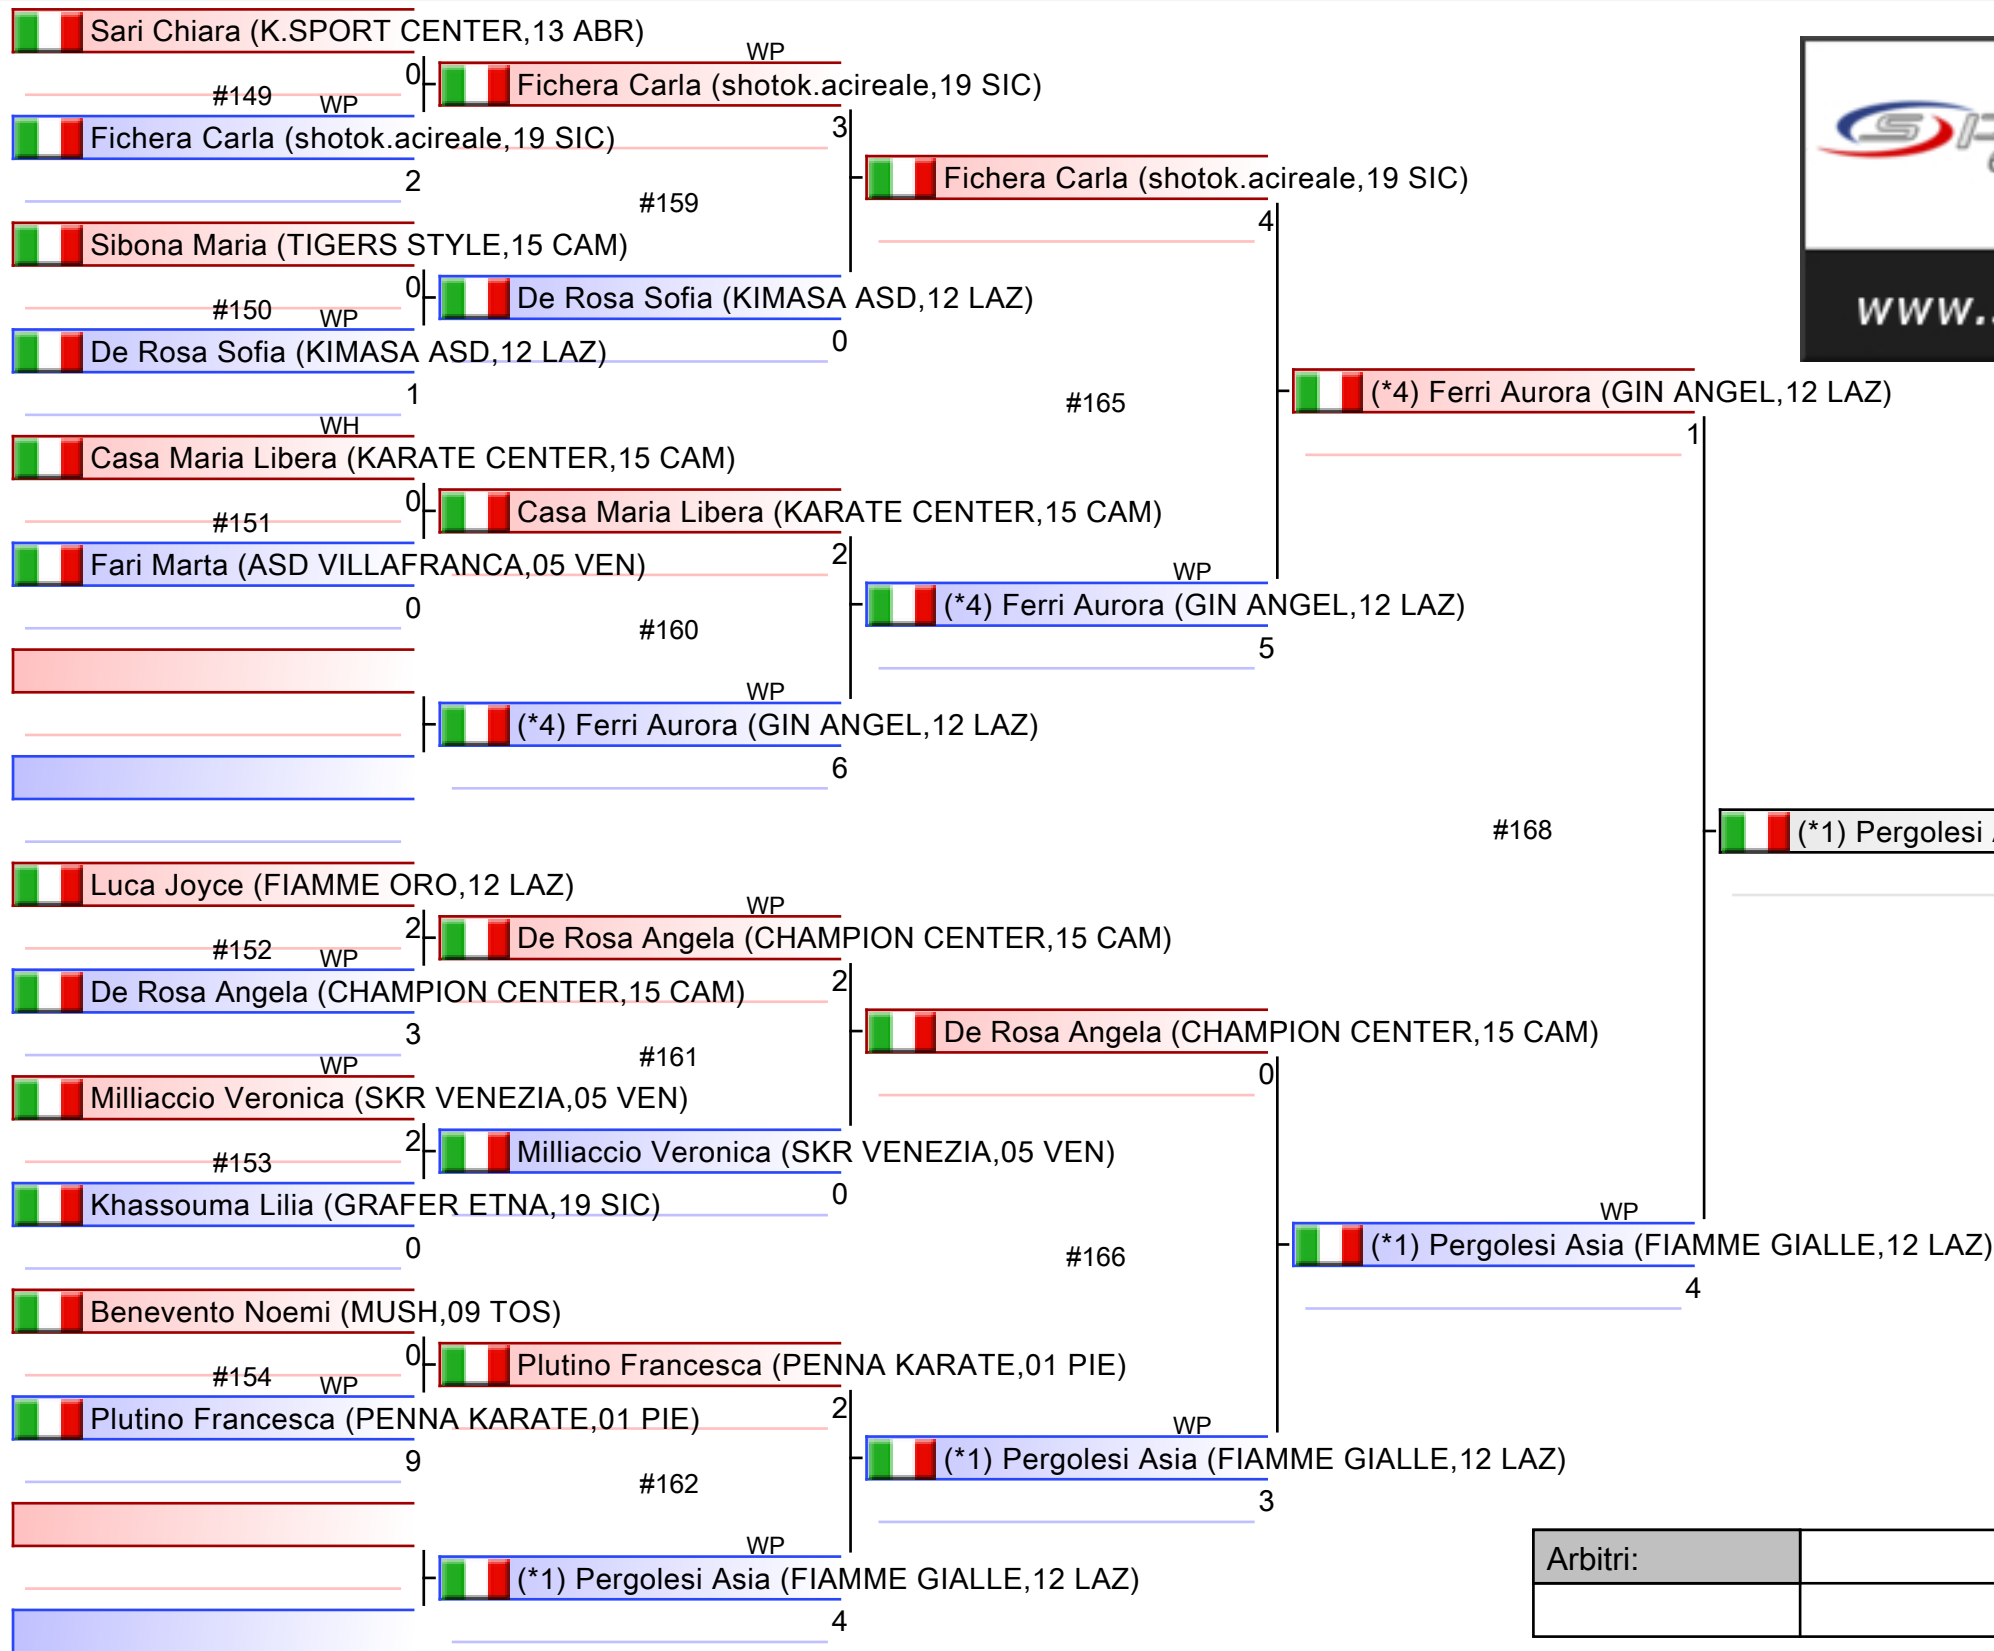 Sari Chiara (K.SPORT CENTER,13 ABR)
0
#149
WP
Fichera Carla (shotok.acireale,19 SIC)
2
Sibona Maria (TIGERS STYLE,15 CAM)
0
#150
WP
De Rosa Sofia (KIMASA ASD,12 LAZ)
1
WH
Casa Maria Libera (KARATE CENTER,15 CAM)
0
#151
Fari Marta (ASD VILLAFRANCA,05 VEN)
0
Luca Joyce (FIAMME ORO,12 LAZ)
2
#152
WP
De Rosa Angela (CHAMPION CENTER,15 CAM)
3
WP
Milliaccio Veronica (SKR VENEZIA,05 VEN)
2
#153
Khassouma Lilia (GRAFER ETNA,19 SIC)
0
Benevento Noemi (MUSH,09 TOS)
0
#154
WP
Plutino Francesca (PENNA KARATE,01 PIE)
9
WP
Fichera Carla (shotok.acireale,19 SIC)
3
#159
De Rosa Sofia (KIMASA ASD,12 LAZ)
0
Casa Maria Libera (KARATE CENTER,15 CAM)
2
#160
WP
(*4) Ferri Aurora (GIN ANGEL,12 LAZ)
6
WP
De Rosa Angela (CHAMPION CENTER,15 CAM)
2
#161
Milliaccio Veronica (SKR VENEZIA,05 VEN)
0
Plutino Francesca (PENNA KARATE,01 PIE)
2
#162
WP
(*1) Pergolesi Asia (FIAMME GIALLE,12 LAZ)
4
Fichera Carla (shotok.acireale,19 SIC)
4
#165
WP
(*4) Ferri Aurora (GIN ANGEL,12 LAZ)
5
De Rosa Angela (CHAMPION CENTER,15 CAM)
0
#166
WP
(*1) Pergolesi Asia (FIAMME GIALLE,12 LAZ)
3
(*4) Ferri Aurora (GIN ANGEL,12 LAZ)
1
#168
WP
(*1) Pergolesi Asia (FIAMME GIALLE,12 LAZ)
4
(*1) Pergolesi
www.
Arbitri: